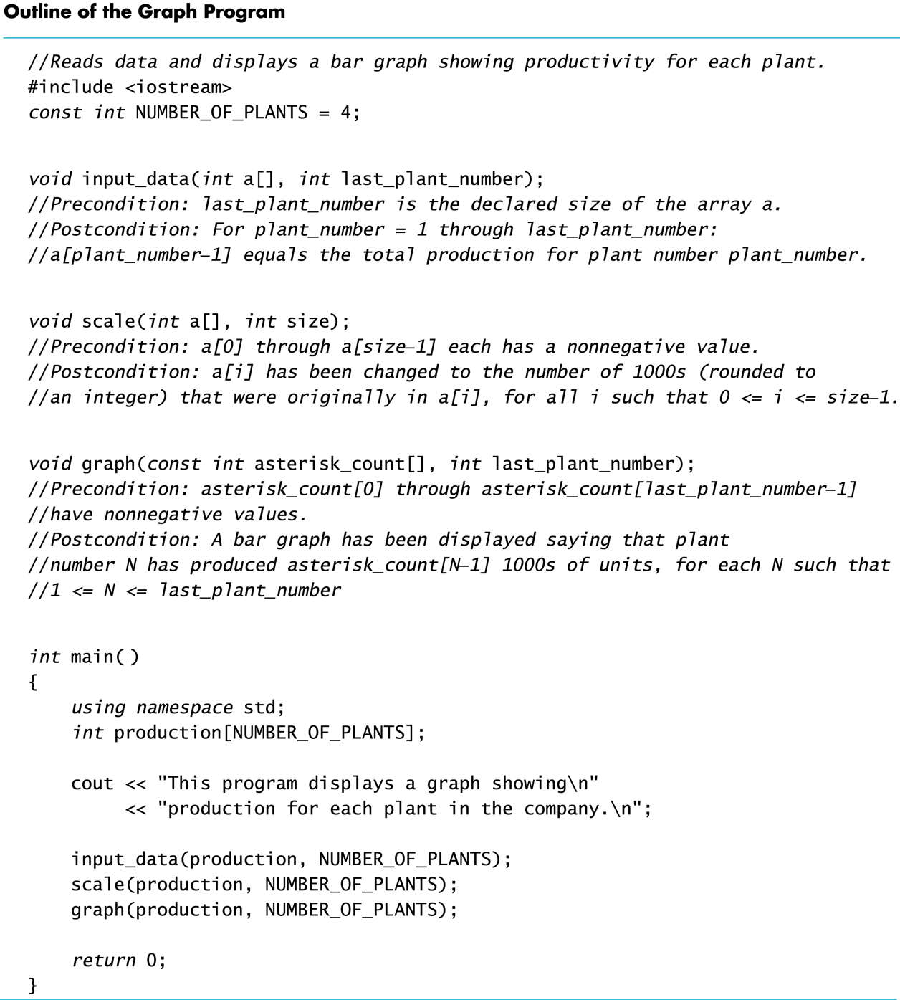 Outline of the Graph Program
//Reads data and displays a bar graph showing productivity for each plant.
#include <iostream>
const int NUMBER_OF_PLANTS = 4;
void input_data(int a[], int last_plant_number);
//Precondition: last_plant_number is the declared size of the array a.
//Postcondition: For plant_number = 1 through last_plant_number:
//a[plant_number–1] equals the total production for plant number plant_number.
void scale(int a[], int size);
//Precondition: a[0] through a[size–1] each has a nonnegative value.
//Postcondition: a[i] has been changed to the number of 1000s (rounded to
//an integer) that were originally in a[i], for all i such that 0 <= i <= size–1.
void graph(const int asterisk_count[], int last_plant_number);
//Precondition: asterisk_count[0] through asterisk_count[last_plant_number–1]
//have nonnegative values.
//Postcondition: A bar graph has been displayed saying that plant
//number N has produced asterisk_count[N–1] 1000s of units, for each N such that
//1 <= N <= last_plant_number
int main( )
{
    using namespace std;
    int production[NUMBER_OF_PLANTS];
    cout << "This program displays a graph showing\n"
         << "production for each plant in the company.\n";
    input_data(production, NUMBER_OF_PLANTS);
    scale(production, NUMBER_OF_PLANTS);
    graph(production, NUMBER_OF_PLANTS);
    return 0;
}